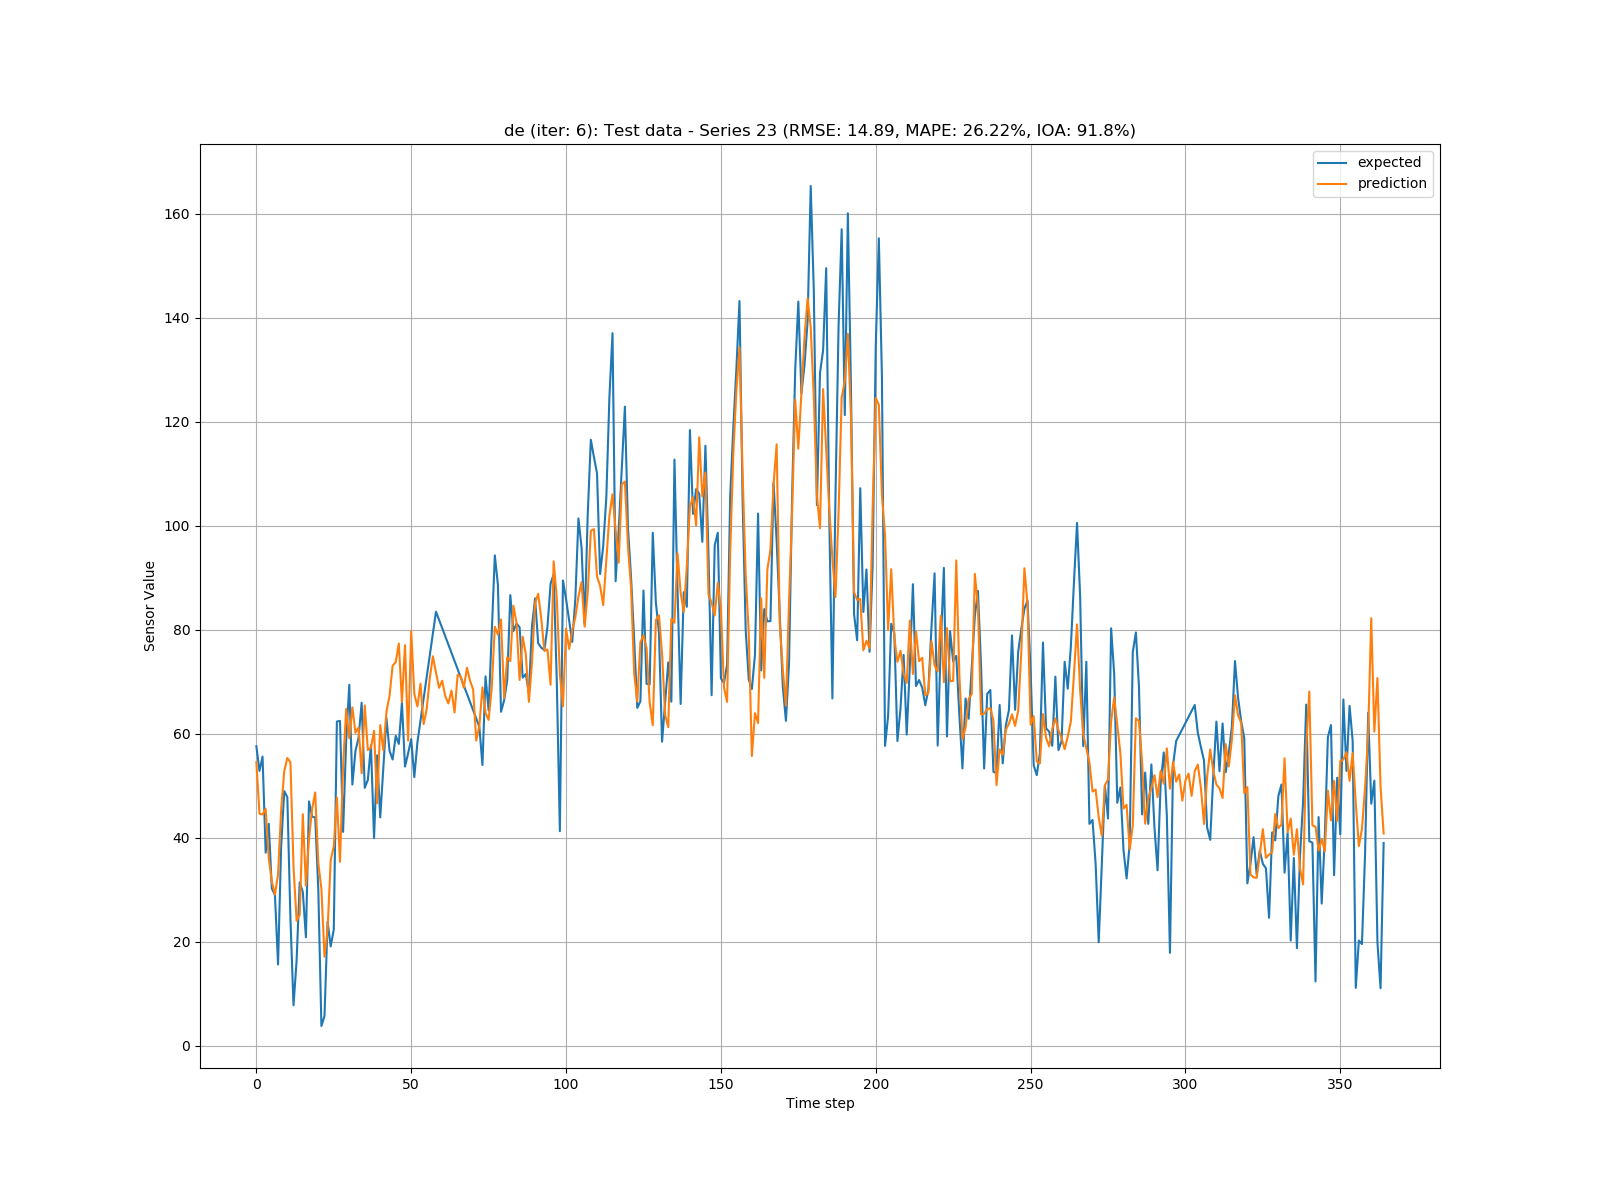 de (iter: 6): Test data - Series 23 (RMSE: 14.89, MAPE: 26.22%, IOA: 91.8%)
expected
prediction
160
140
120
100
80
60
40
20
0
Sensor Value
0 50 100 150 200 250 300 350
Time step